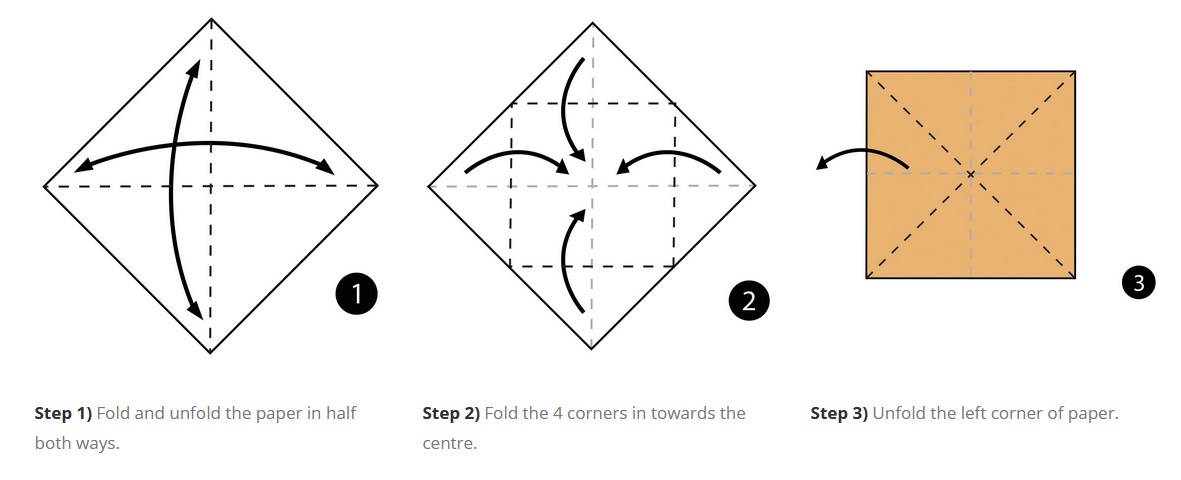 1
2
3
Step 1) Fold and unfold the paper in half
both ways.
Step 2) Fold the 4 corners in towards the
centre.
Step 3) Unfold the left corner of paper.